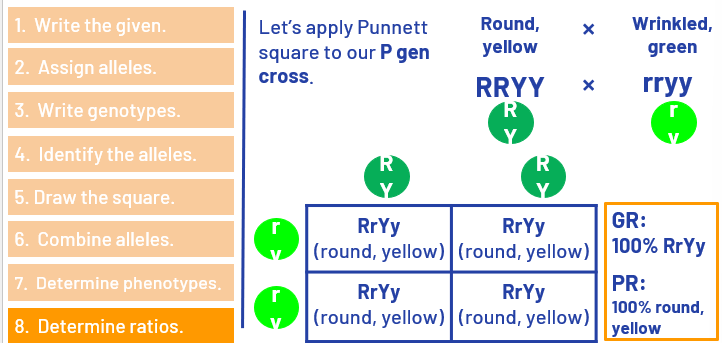 1. Write the given.
2. Assign alleles.
3. Write genotypes.
4. Identify the alleles.
5. Draw the square.
6. Combine alleles.
7. Determine phenotypes.
8. Determine ratios.
Let's apply Punnett
square to our P gen
cross.
Round,
yellow
×
Wrinkled,
green
RRYY × rryy
R
Y
r
y
R
Y
R
Y
r
y
RrYy
(round, yellow)
RrYy
(round, yellow)
r
y
RrYy
(round, yellow)
RrYy
(round, yellow)
GR:
100% RrYy
PR:
100% round,
yellow